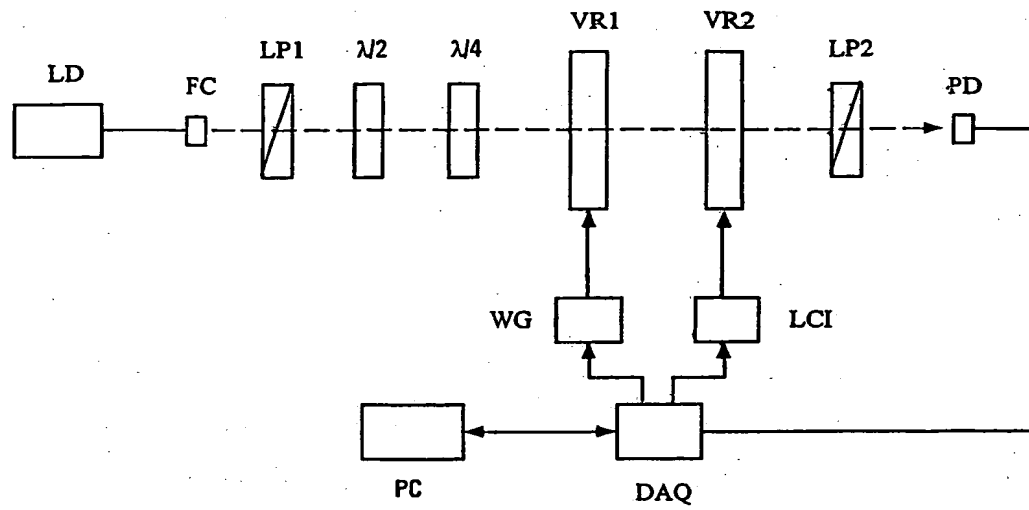 VR1
VR2
LP1
λ/2
λ/4
LP2
LD
FC
PD
WG
LCI
PC
DAQ